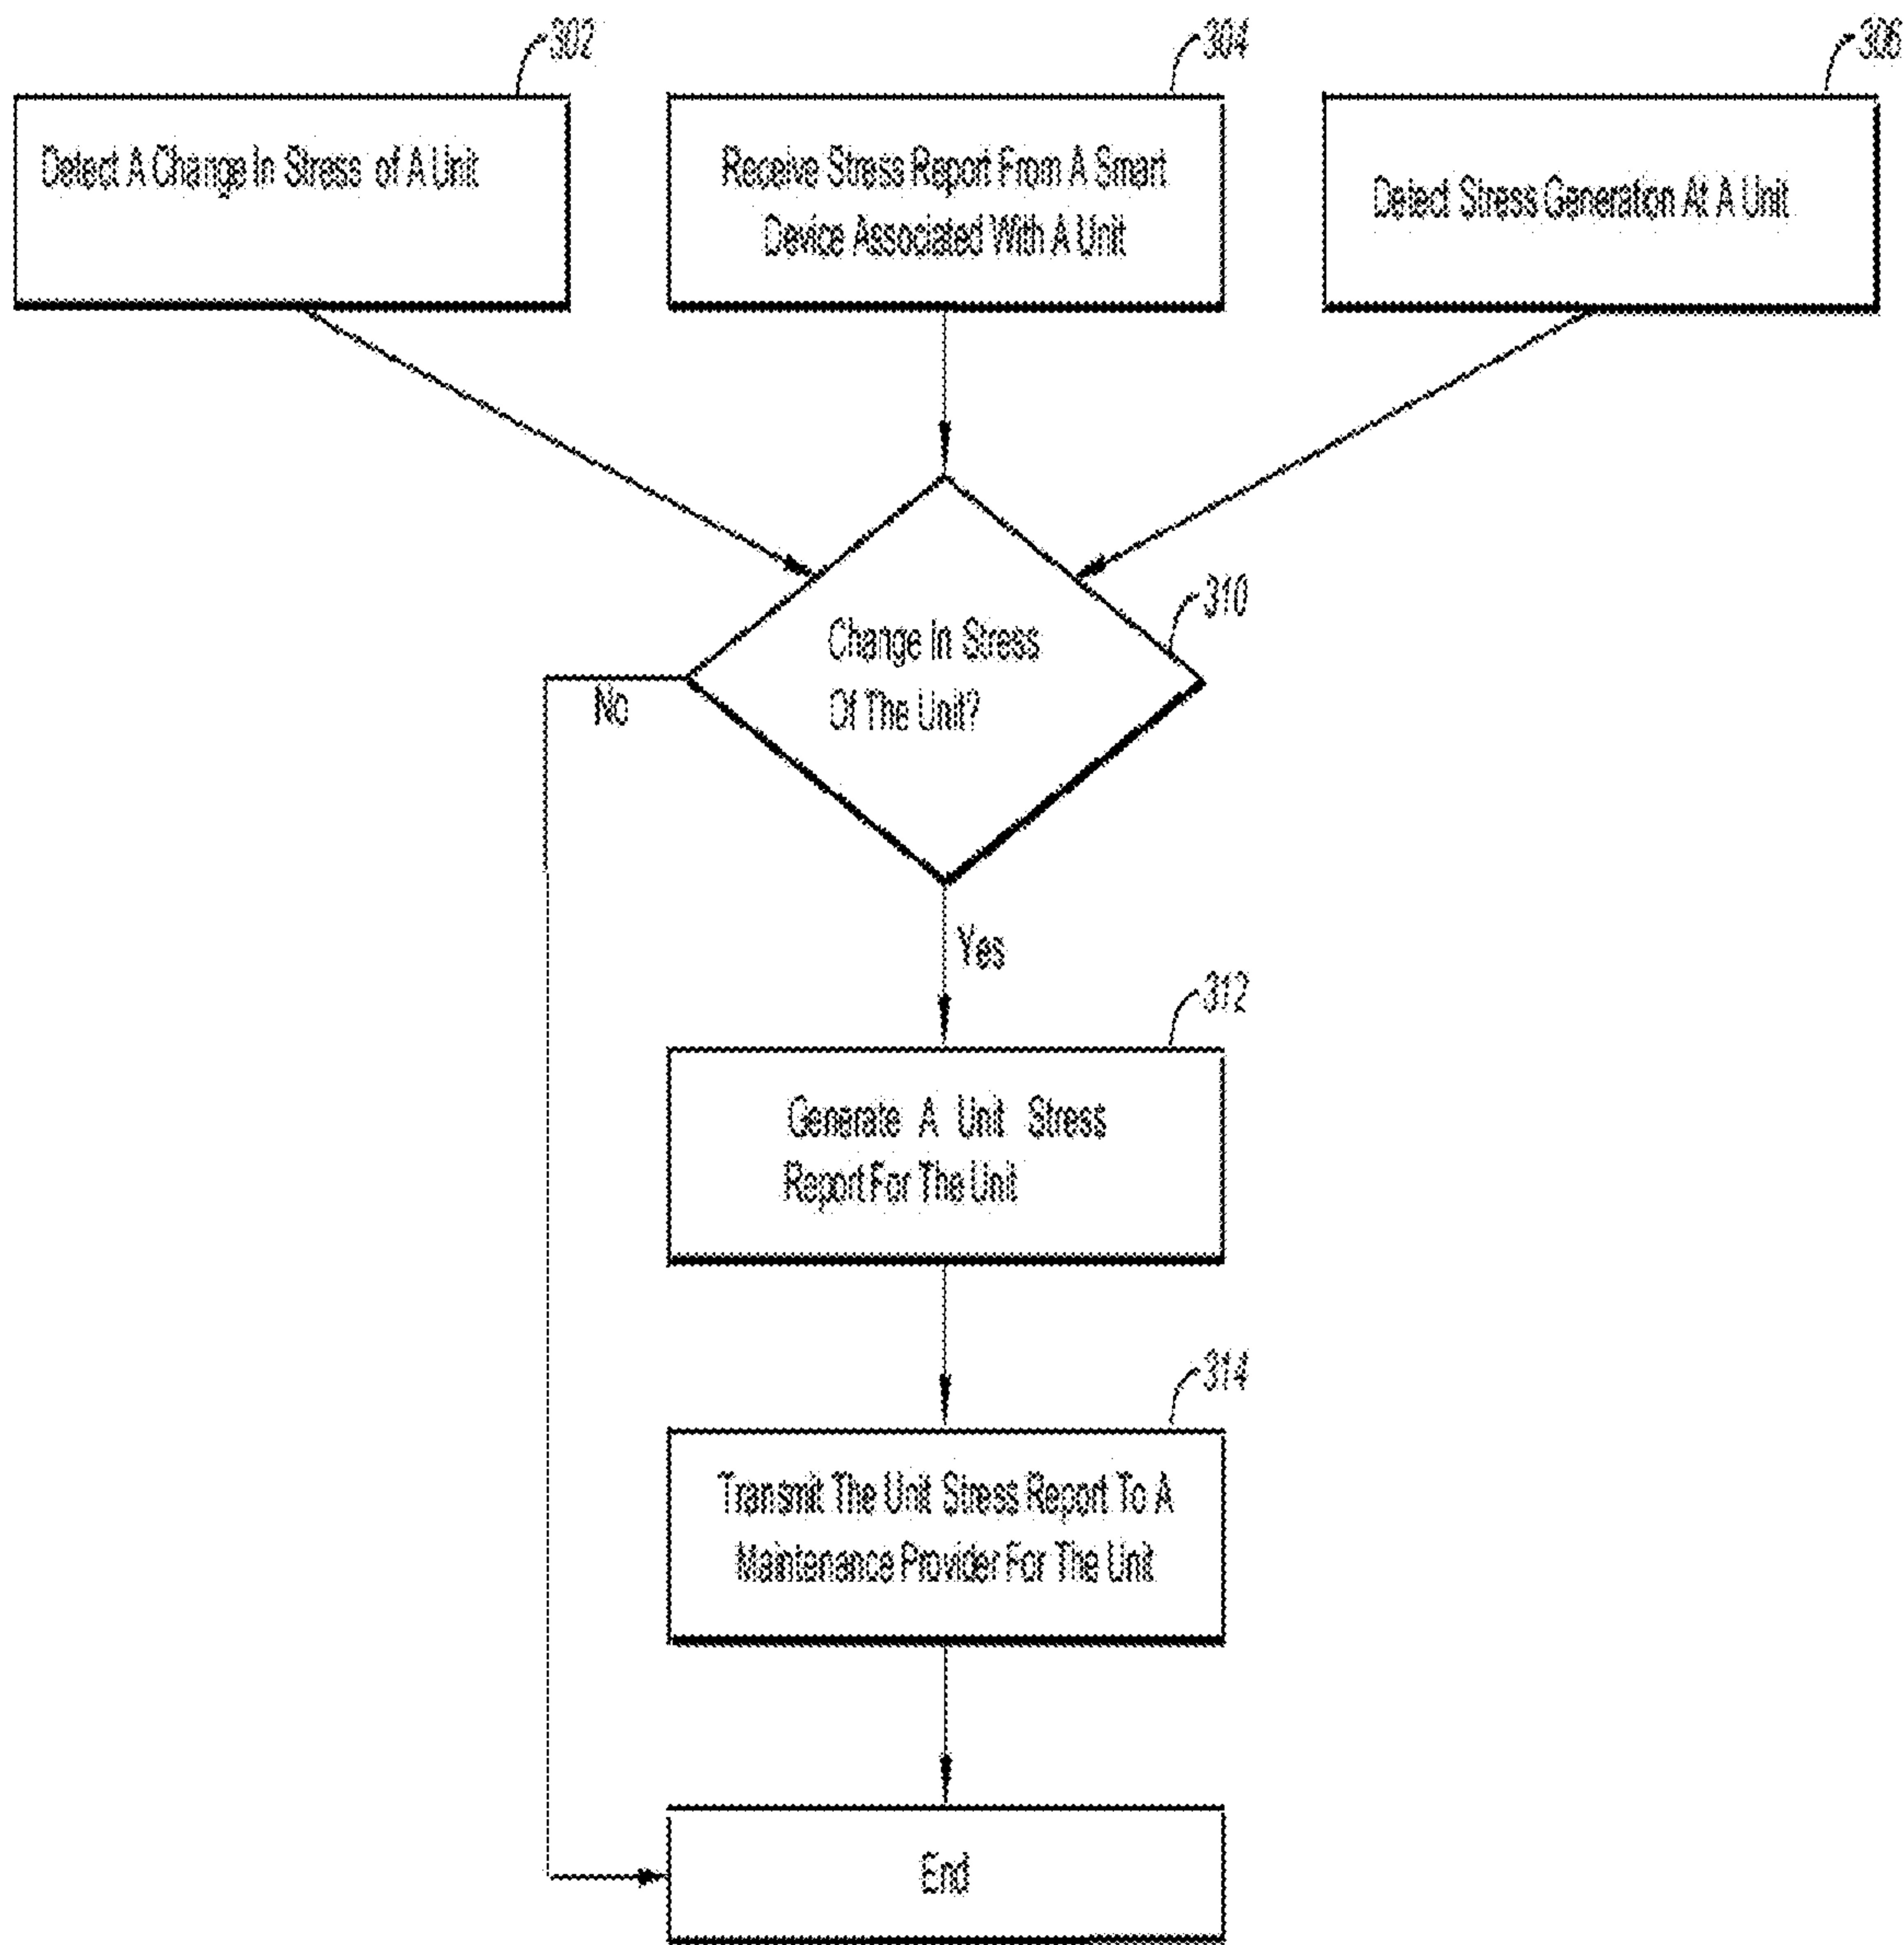 302
304
306
Detect A Change In Stress of A Unit
Receive Stress Report From A Smart
Device Associated With A Unit
Detect Stress Generation At A Unit
310
Change In Stress
Of The Unit?
No
Yes
312
Generate A Unit Stress
Report For The Unit
314
Transmit The Unit Stress Report To A
Maintenance Provider For The Unit
End